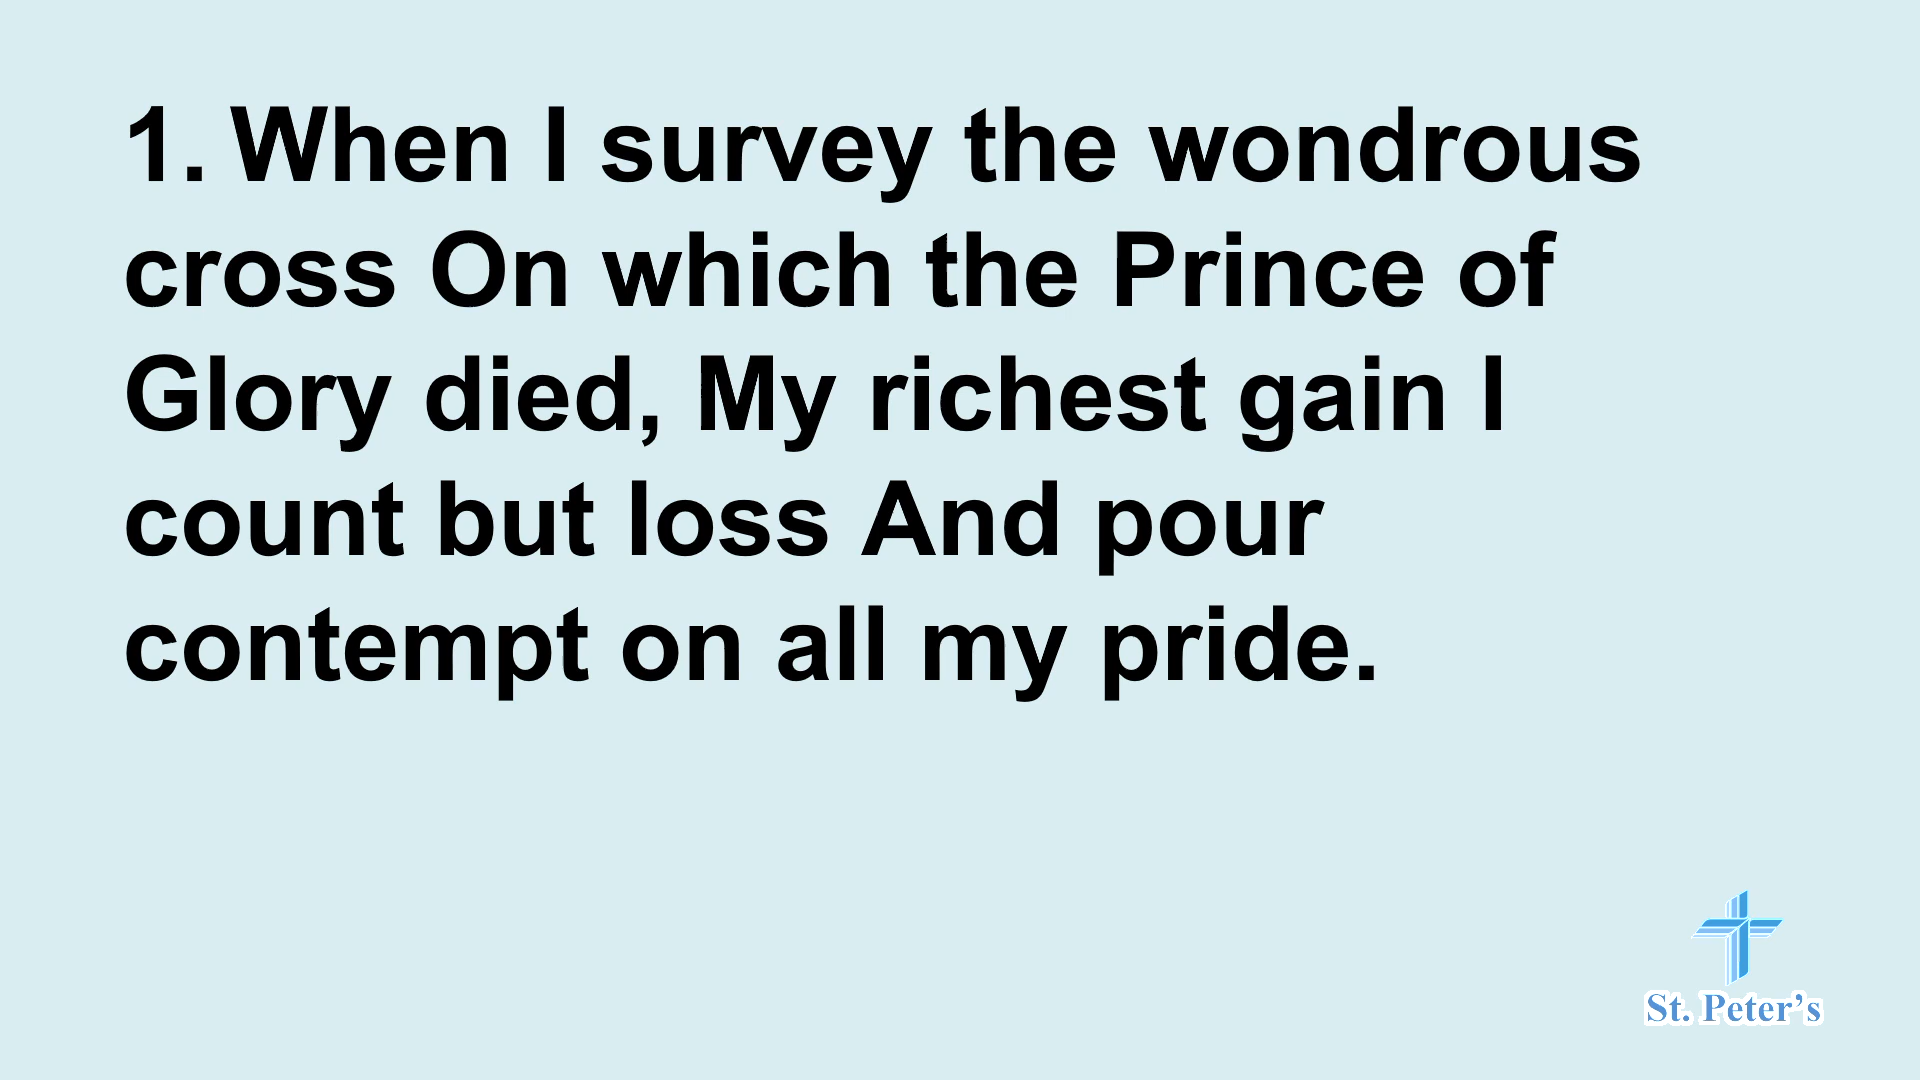 1. When I survey the wondrous
cross On which the Prince of
Glory died, My richest gain I
count but loss And pour
contempt on all my pride.
St. Peter’s